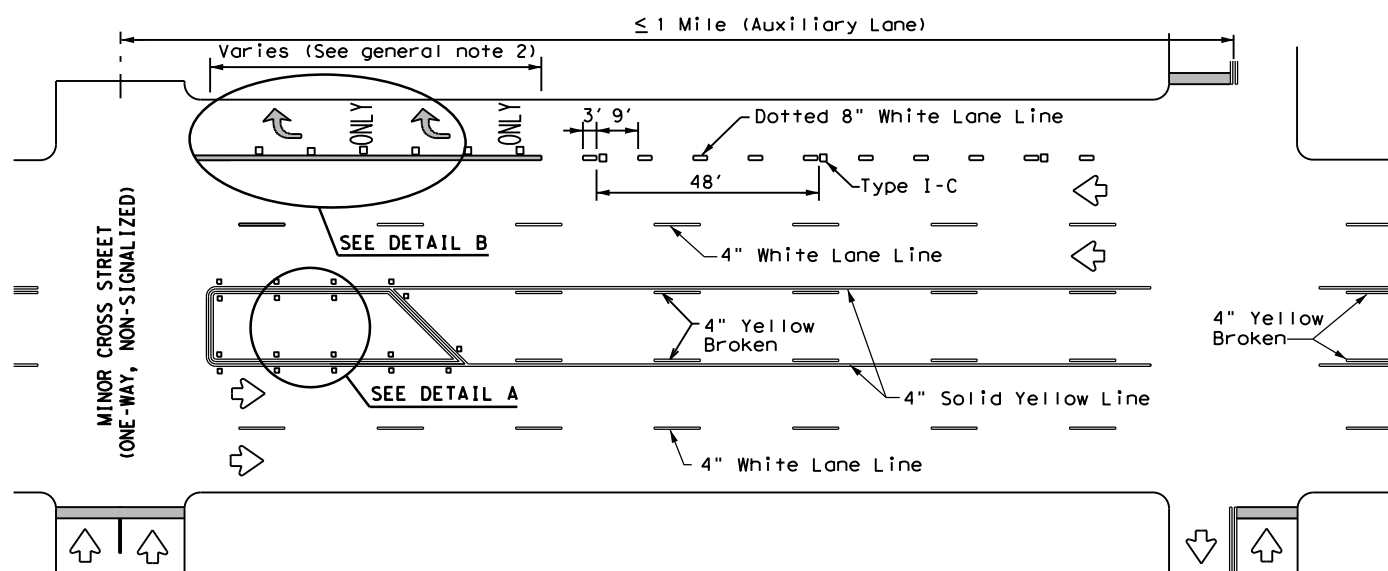 ≤ 1 Mile (Auxiliary Lane)
Varies (See general note 2)
ONLY
ONLY
3' 9'
Dotted 8" White Lane Line
48'
Type I-C
SEE DETAIL B
4" White Lane Line
MINOR CROSS STREET
(ONE-WAY, NON-SIGNALIZED)
4" Yellow
Broken
4" Yellow
Broken
SEE DETAIL A
4" Solid Yellow Line
4" White Lane Line